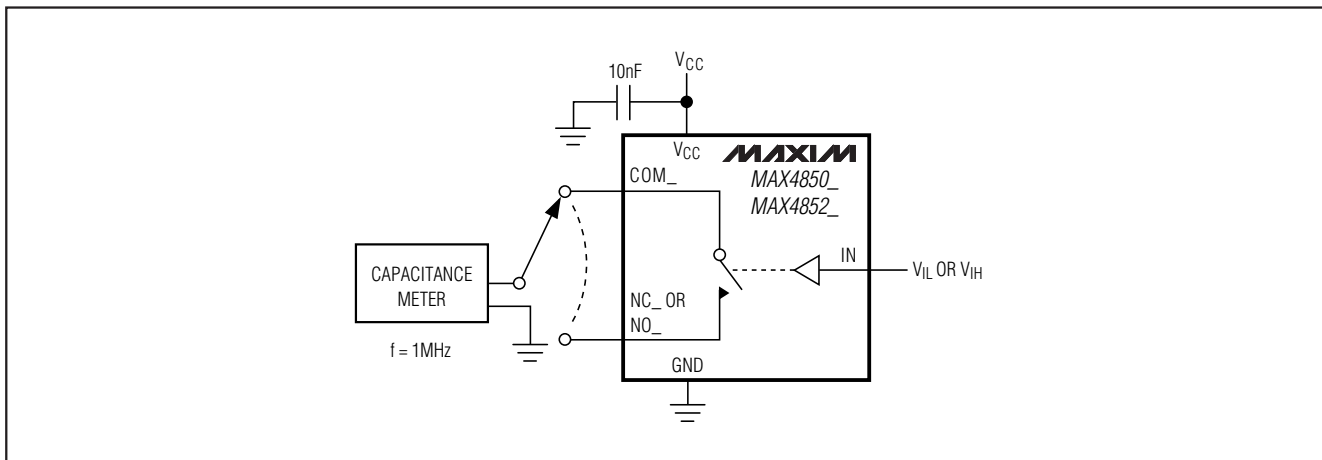 10nF
VCC
VCC
MAXIM
COM_
MAX4850_
MAX4852_
IN
VIL OR VIH
CAPACITANCE
METER
NC_ OR
NO_
f = 1MHz
GND